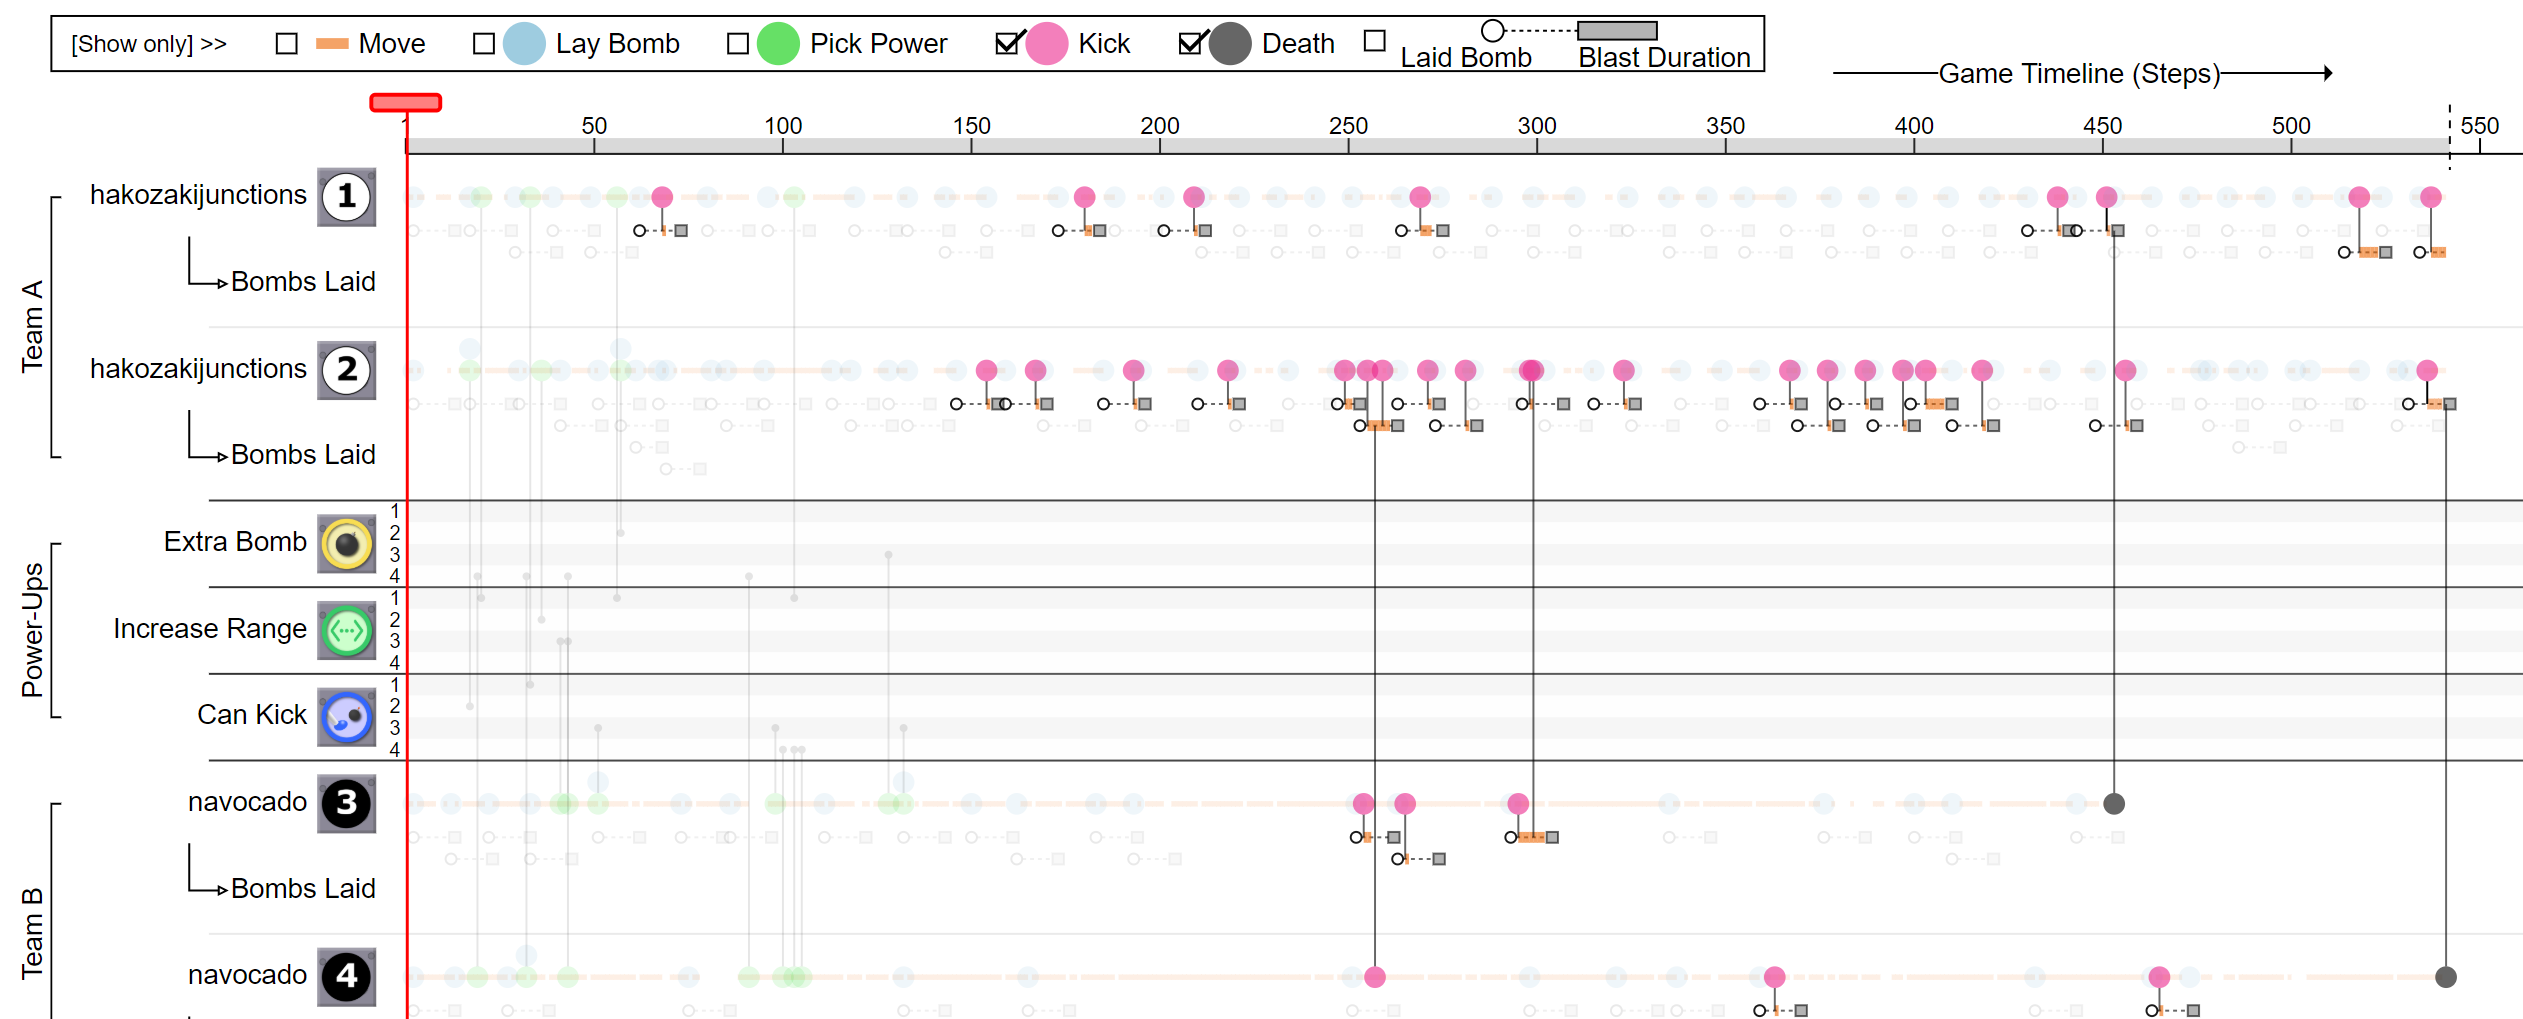 [Show only] >> Move Lay Bomb Pick Power Kick Death Laid Bomb Blast Duration
Game Timeline (Steps)
1 50 100 150 200 250 300 350 400 450 500 550
Team A
hakozakijunctions 1
Bombs Laid
hakozakijunctions 2
Bombs Laid
Power-Ups
Extra Bomb
1
2
3
4
Increase Range
1
2
3
4
Can Kick
1
2
3
4
Team B
navocado 3
Bombs Laid
navocado 4